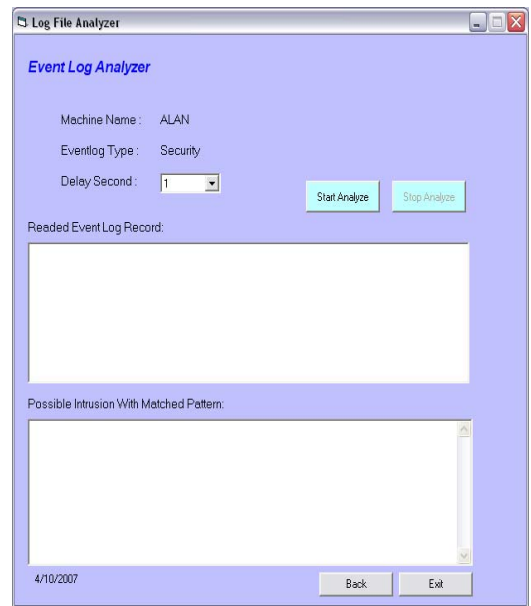 Log File Analyzer
Event Log Analyzer
Machine Name : ALAN
Eventlog Type : Security
Delay Second : 1
Start Analyze Stop Analyze
Readed Event Log Record:
Possible Intrusion With Matched Pattern:
4/10/2007 Back Exit